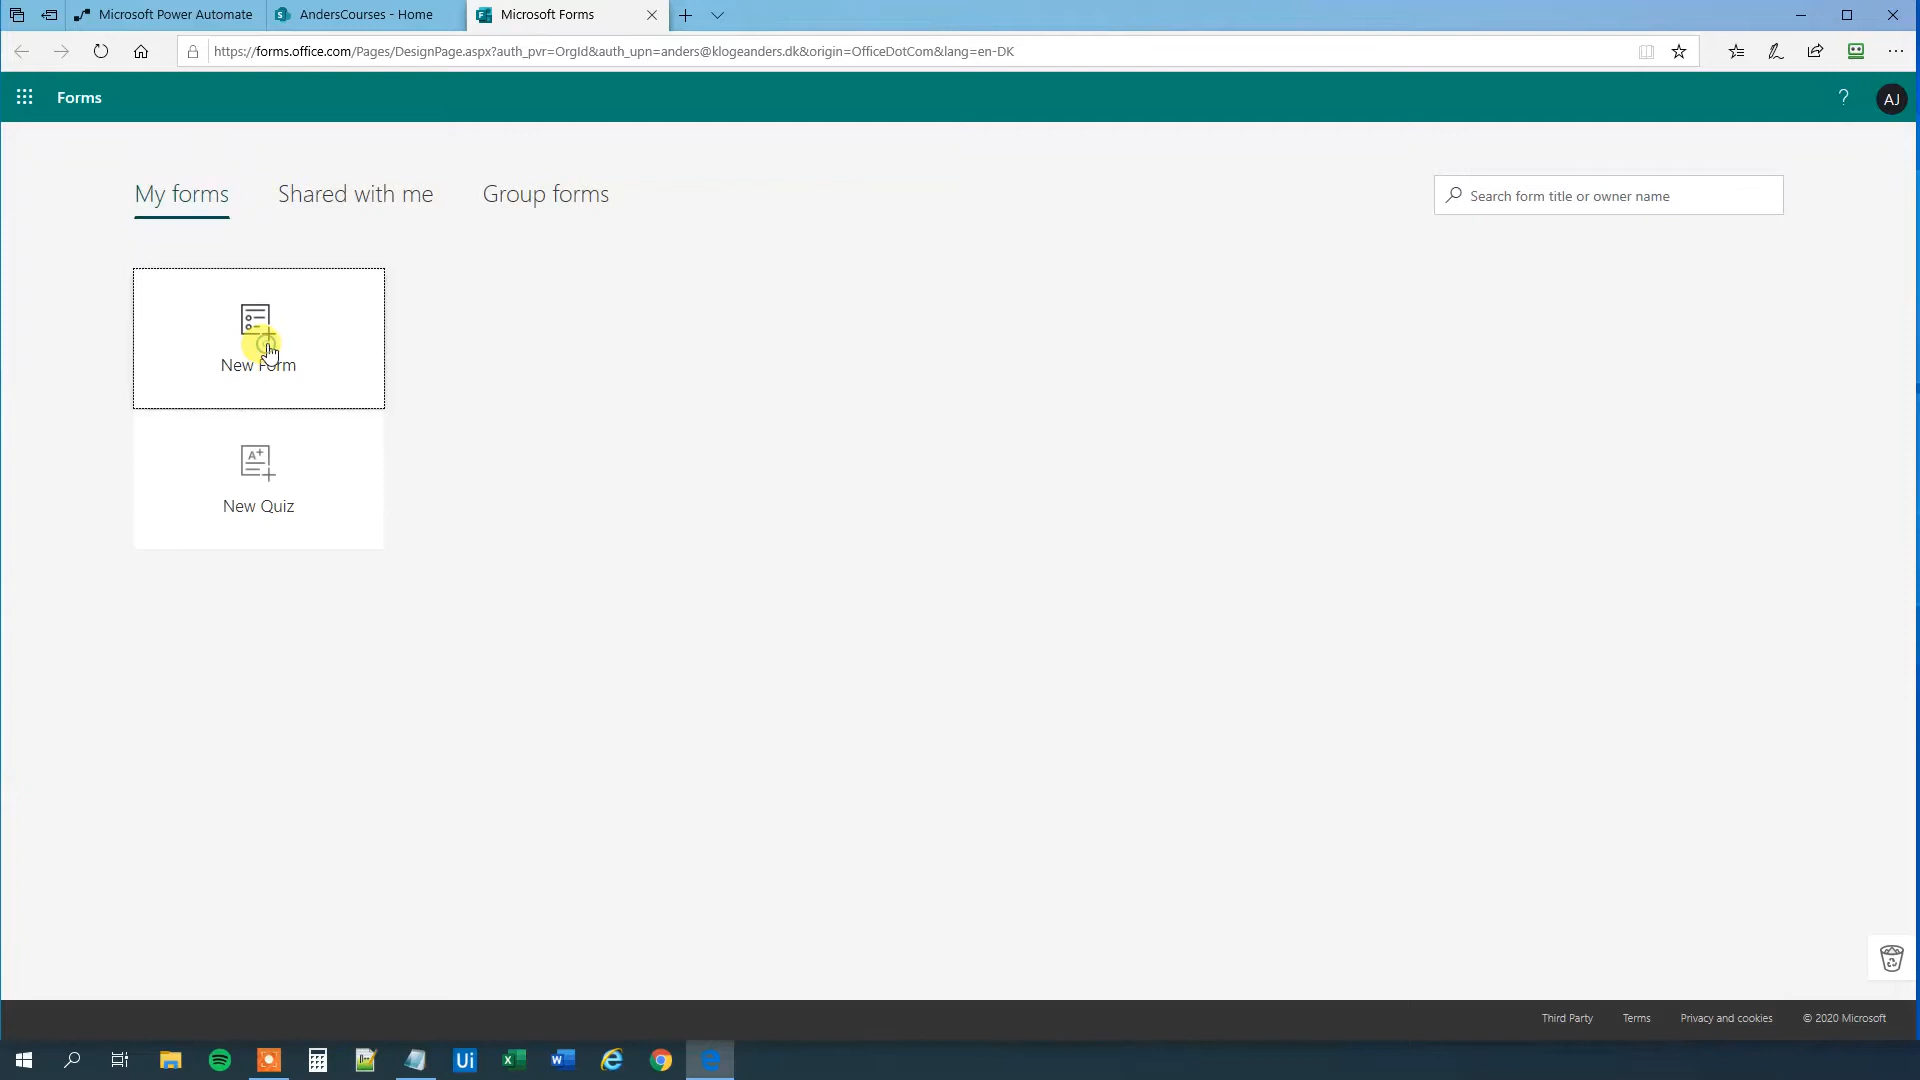 Microsoft Power Automate
AndersCourses - Home
Microsoft Forms
https://forms.office.com/Pages/DesignPage.aspx?auth_pvr=OrgId&auth_upn=anders@klogeanders.dk&origin=OfficeDotCom&lang=en-DK
Forms
?
AJ
My forms
Shared with me
Group forms
Search form title or owner name
New Form
A+
New Quiz
Third Party
Terms
Privacy and cookies
© 2020 Microsoft
Ui